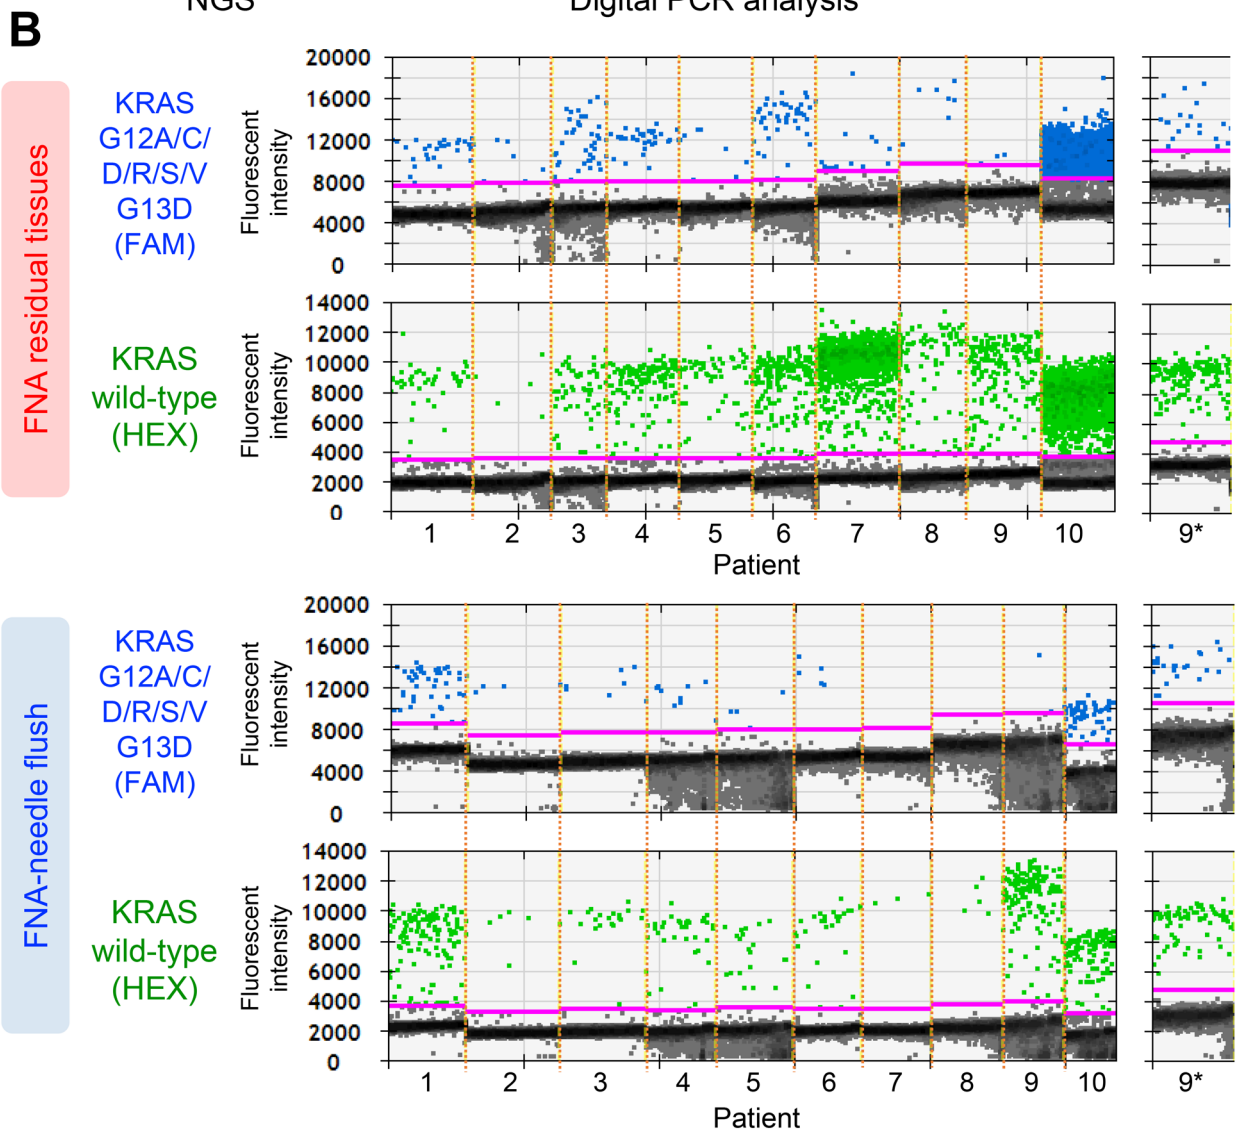 NGS Digital PCR analysis
B
FNA residual tissues
KRAS
G12A/C/
D/R/S/V
G13D
(FAM)
Fluorescent
intensity
20000
16000
12000
8000
4000
0
KRAS
wild-type
(HEX)
Fluorescent
intensity
14000
12000
10000
8000
6000
4000
2000
0
1 2 3 4 5 6 7 8 9 10 9*
Patient
FNA-needle flush
KRAS
G12A/C/
D/R/S/V
G13D
(FAM)
Fluorescent
intensity
20000
16000
12000
8000
4000
0
KRAS
wild-type
(HEX)
Fluorescent
intensity
14000
12000
10000
8000
6000
4000
2000
0
1 2 3 4 5 6 7 8 9 10 9*
Patient